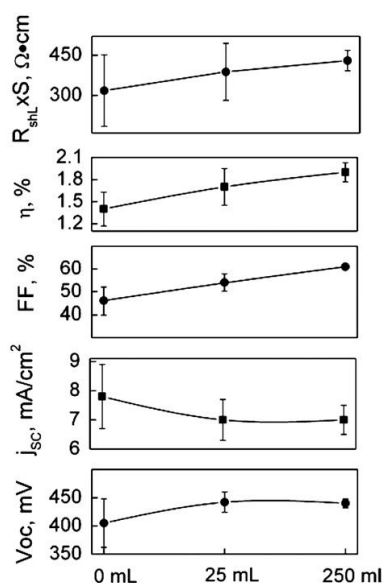 R_shL xS, Ω•cm
450
300
η, %
2.1
1.8
1.5
1.2
FF, %
60
50
40
j_SC, mA/cm²
9
8
7
6
Voc, mV
450
400
350
0 mL 25 mL 250 ml